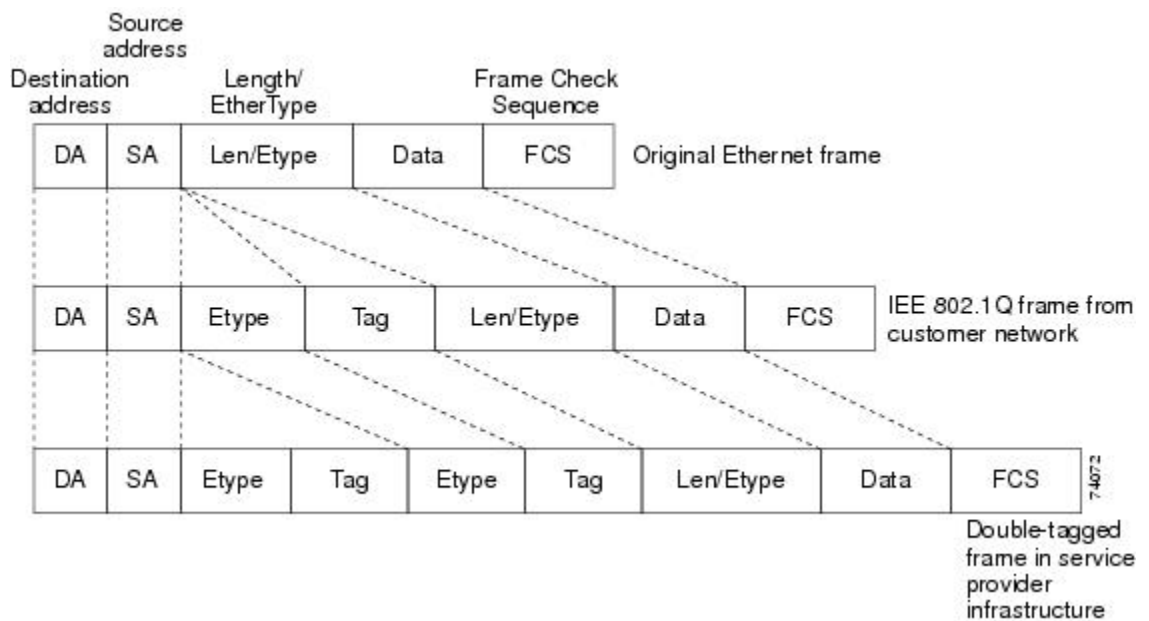 Source
address
Destination
address
Length/
EtherType
Frame Check
Sequence
DA SA Len/Etype Data FCS Original Ethernet frame
DA SA Etype Tag Len/Etype Data FCS
IEE 802.1Q frame from
customer network
DA SA Etype Tag Etype Tag Len/Etype Data FCS
74072
Double-tagged
frame in service
provider
infrastructure